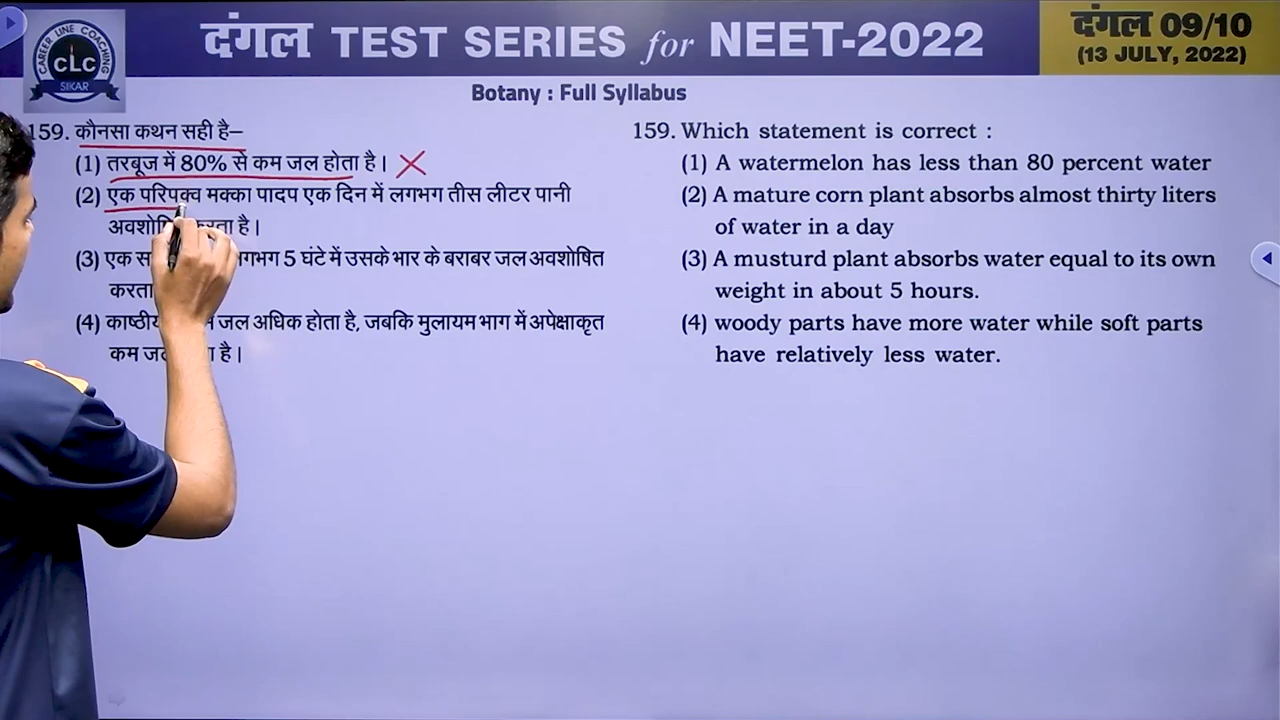 दंगल TEST SERIES for NEET-2022
दंगल 09/10
(13 JULY, 2022)
CAREER LINE COACHING
CLC
SIKAR
Botany : Full Syllabus
159. कौनसा कथन सही है–
(1) तरबूज में 80% से कम जल होता है।
(2) एक परिपक्व मक्का पादप एक दिन में लगभग तीस लीटर पानी
है।
(3) एक 5 घंटे में उसके भार के बराबर जल अवशोषित
करता
(4) जल अधिक होता है, जबकि मुलायम भाग में अपेक्षाकृत
कम है।
159. Which statement is correct :
(1) A watermelon has less than 80 percent water
(2) A mature corn plant absorbs almost thirty liters
of water in a day
(3) A musturd plant absorbs water equal to its own
weight in about 5 hours.
(4) woody parts have more water while soft parts
have relatively less water.